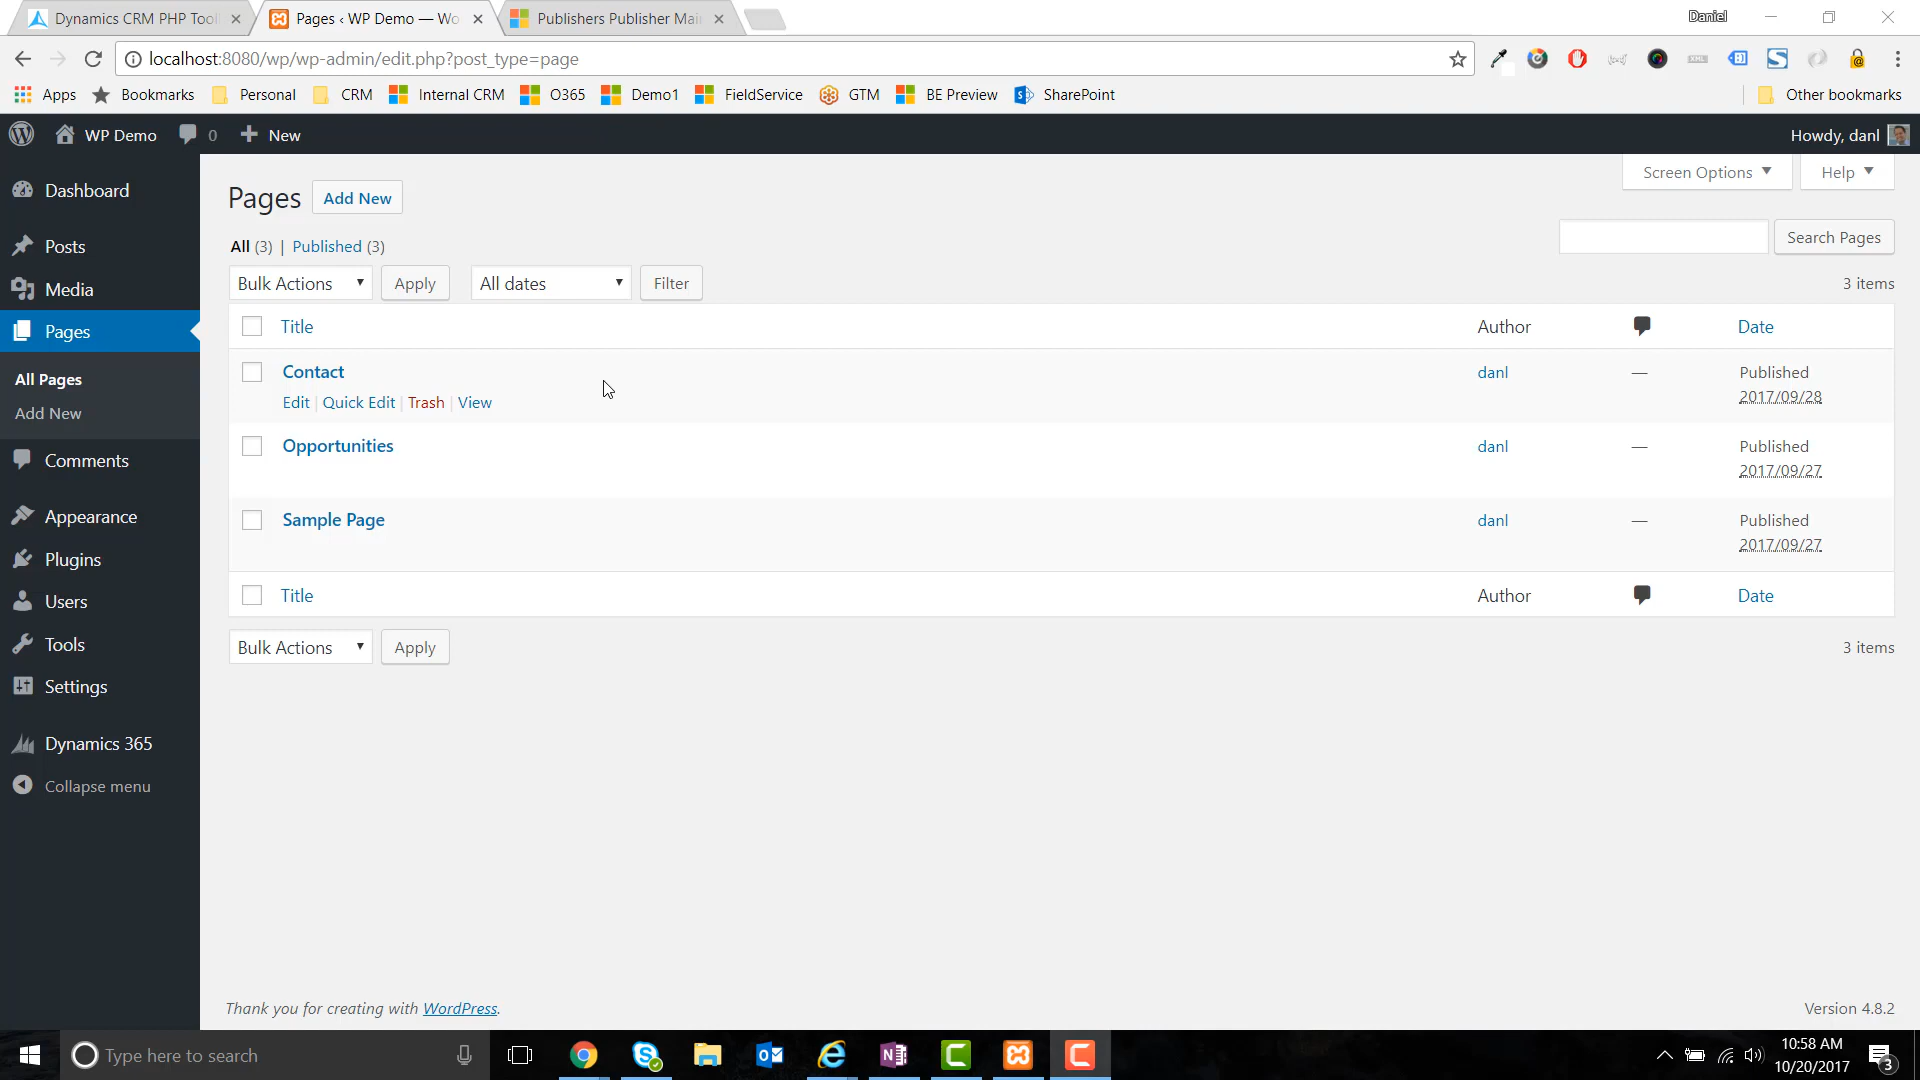 Dynamics CRM PHP Tool
Pages ‹ WP Demo — Wo
Publishers Publisher Mai
Daniel
localhost:8080/wp/wp-admin/edit.php?post_type=page
Apps
Bookmarks
Personal
CRM
Internal CRM
O365
Demo1
FieldService
GTM
BE Preview
SharePoint
Other bookmarks
WP Demo
0
New
Howdy, danl
Dashboard
Posts
Media
Pages
All Pages
Add New
Comments
Appearance
Plugins
Users
Tools
Settings
Dynamics 365
Collapse menu
Screen Options
Help
Pages
Add New
All (3) | Published (3)
Search Pages
Bulk Actions
Apply
All dates
Filter
3 items
Title
Author
Date
Contact
danl
—
Published
2017/09/28
Edit | Quick Edit | Trash | View
Opportunities
danl
—
Published
2017/09/27
Sample Page
danl
—
Published
2017/09/27
Title
Author
Date
Bulk Actions
Apply
3 items
Thank you for creating with WordPress.
Version 4.8.2
Type here to search
10:58 AM
10/20/2017
3